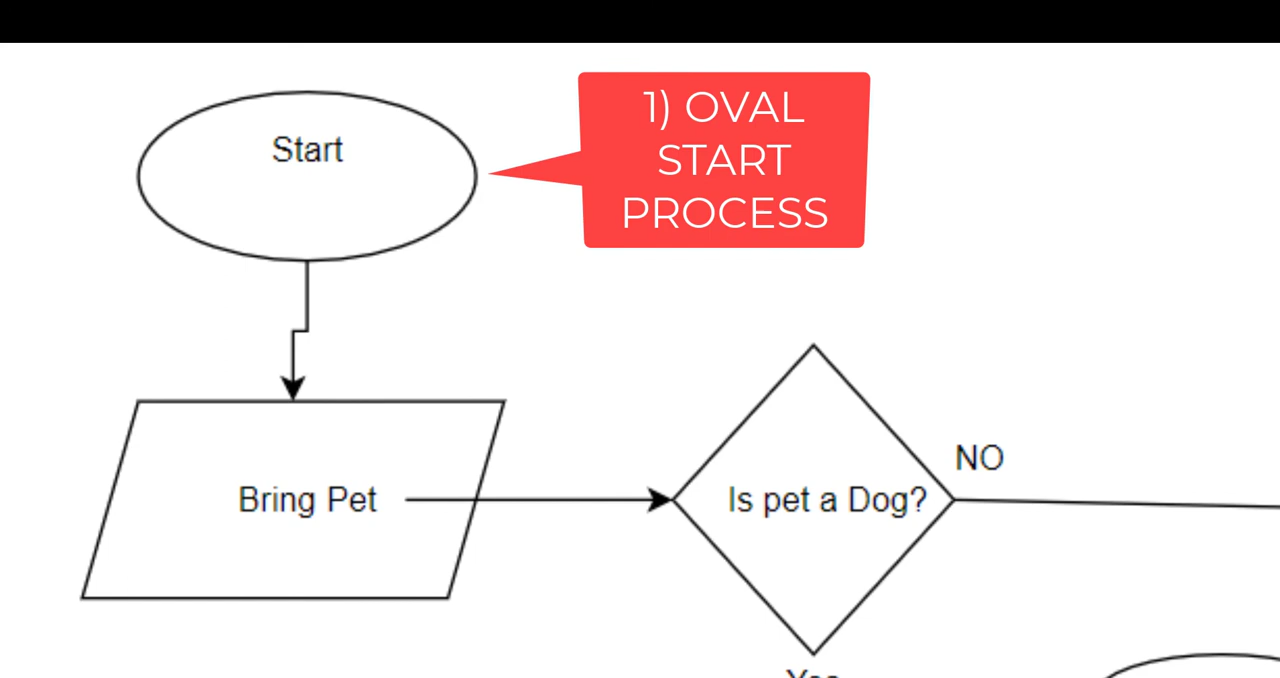 Start
1) OVAL
START
PROCESS
NO
Bring Pet
Is pet a Dog?